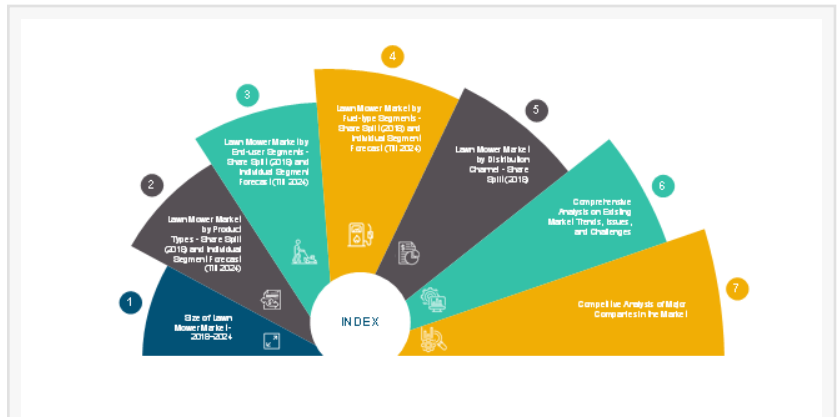 1
Size of Lawn
Mower Market -
2018–2024
2
Lawn Mower Market
by Product
Types - Share Split
(2018) and Individual
Segment Forecast
(Till 2024)
3
Lawn Mower Market by
End-user Segments -
Share Split (2018) and
Individual Segment
Forecast (Till 2024)
4
Lawn Mower Market by
Fuel-type Segments -
Share Split (2018) and
Individual Segment
Forecast (Till 2024)
5
Lawn Mower Market
by Distribution
Channel - Share
Split (2018)
6
Comprehensive
Analysis on Existing
Market Trends, Issues,
and Challenges
7
Competitive Analysis of Major
Companies in the Market
INDEX